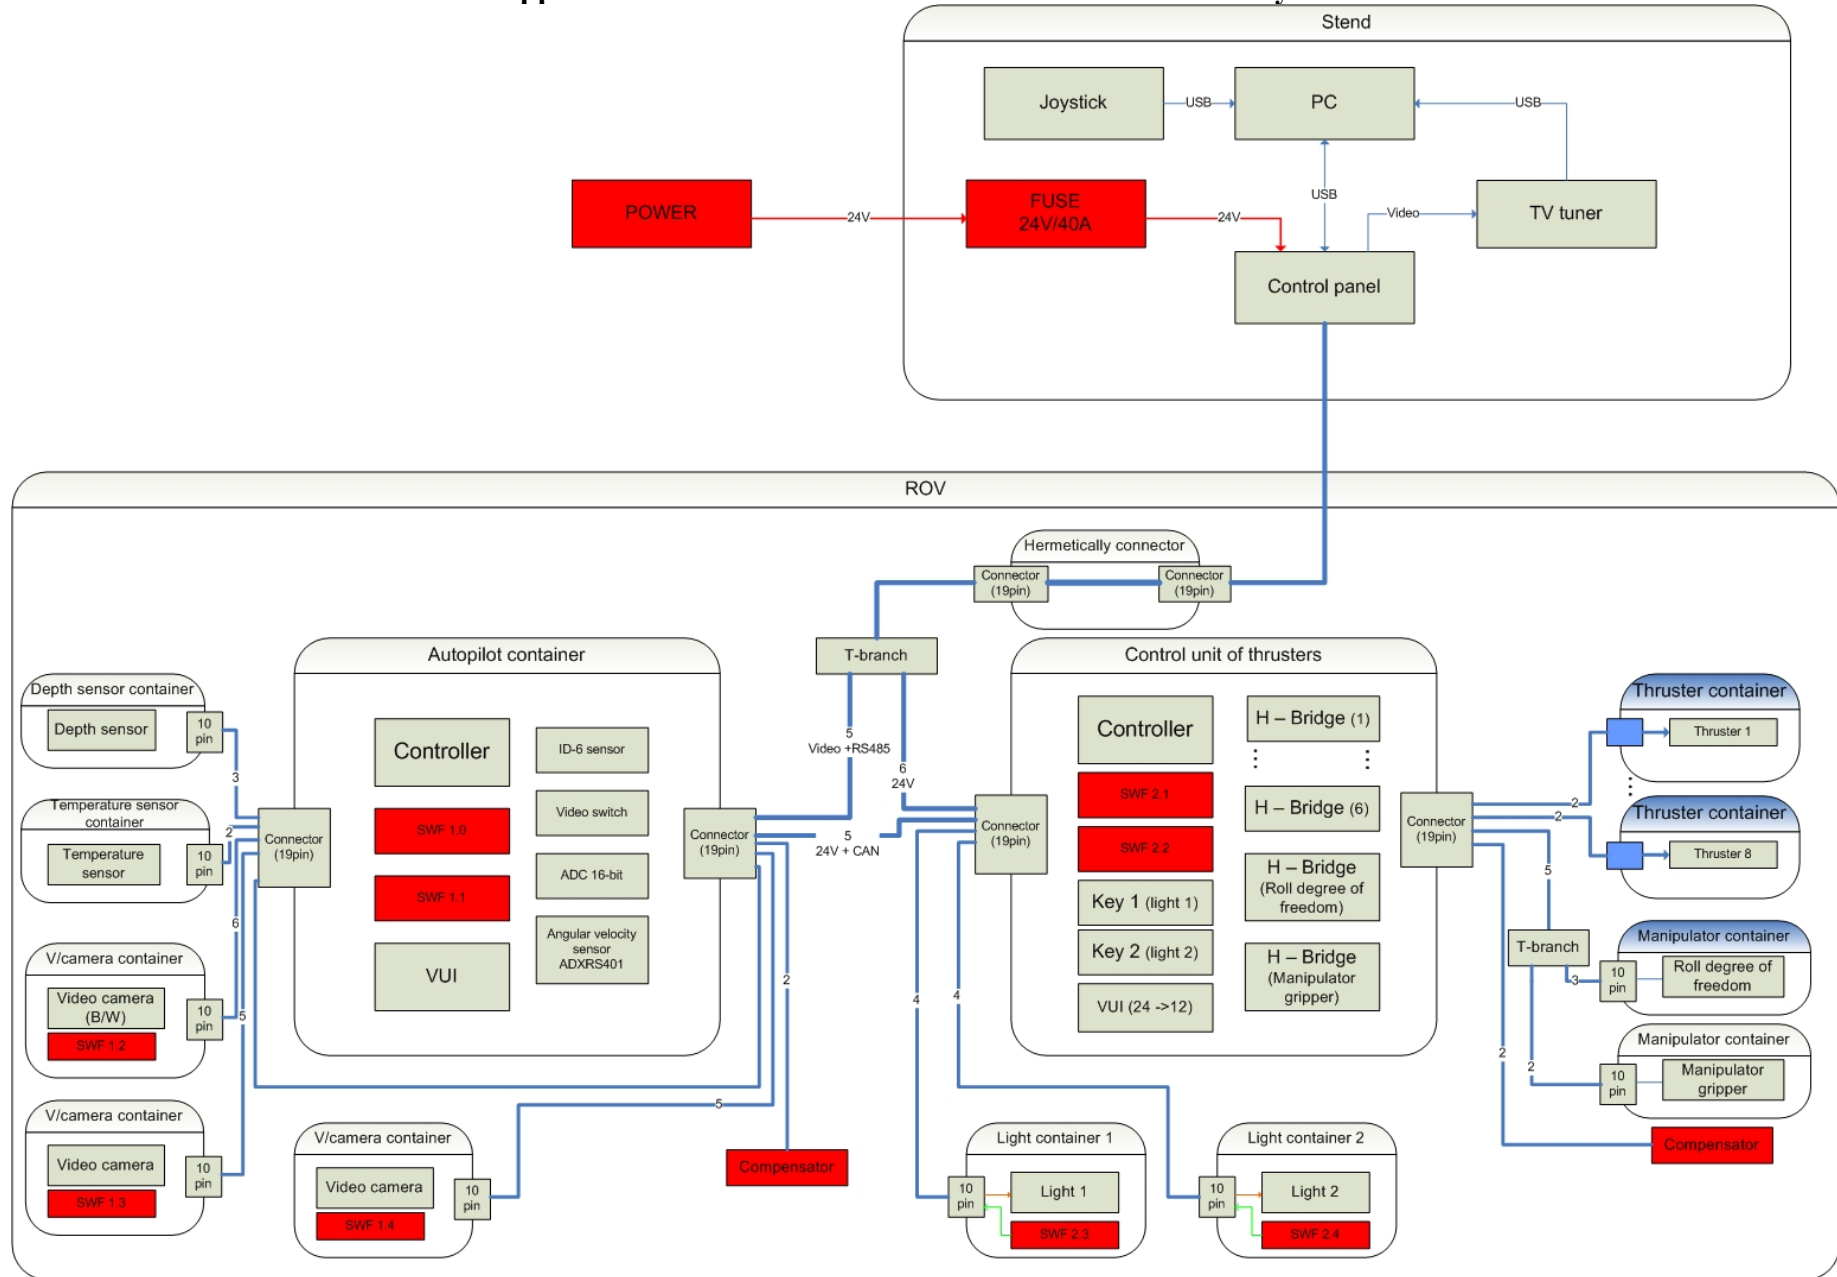 Stend
Joystick
USB
PC
USB
USB
POWER
24V
FUSE
24V/40A
24V
Video
TV tuner
Control panel
ROV
Hermetically connector
Connector
(19pin)
Connector
(19pin)
T-branch
Autopilot container
Controller
SWF 1.0
SWF 1.1
VUI
ID-6 sensor
Video switch
ADC 16-bit
Angular velocity
sensor
ADXRS401
Connector
(19pin)
Connector
(19pin)
Depth sensor container
Depth sensor
10
pin
3
Temperature sensor
container
Temperature
sensor
10
pin
2
6
V/camera container
Video camera
(B/W)
SWF 1.2
10
pin
5
V/camera container
Video camera
SWF 1.3
10
pin
V/camera container
Video camera
SWF 1.4
10
pin
5
2
Compensator
5
Video +RS485
6
24V
5
24V + CAN
Control unit of thrusters
Connector
(19pin)
Controller
SWF 2.1
SWF 2.2
Key 1 (light 1)
Key 2 (light 2)
VUI (24 ->12)
H – Bridge (1)
H – Bridge (6)
H – Bridge
(Roll degree of
freedom)
H – Bridge
(Manipulator
gripper)
Connector
(19pin)
4
4
Light container 1
10
pin
Light 1
SWF 2.3
Light container 2
10
pin
Light 2
SWF 2.4
Thruster container
Thruster 1
2
Thruster container
Thruster 8
2
5
T-branch
3
2
2
Manipulator container
10
pin
Roll degree of
freedom
Manipulator container
10
pin
Manipulator
gripper
Compensator